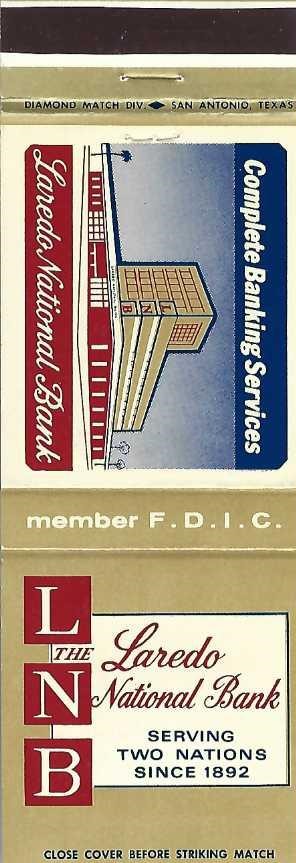 DIAMOND MATCH DIV. ◆ SAN ANTONIO, TEXAS
Complete Banking Services
L N B
Laredo National Bank
member F.D.I.C.
L
N
B
THE Laredo
National Bank
SERVING
TWO NATIONS
SINCE 1892
CLOSE COVER BEFORE STRIKING MATCH